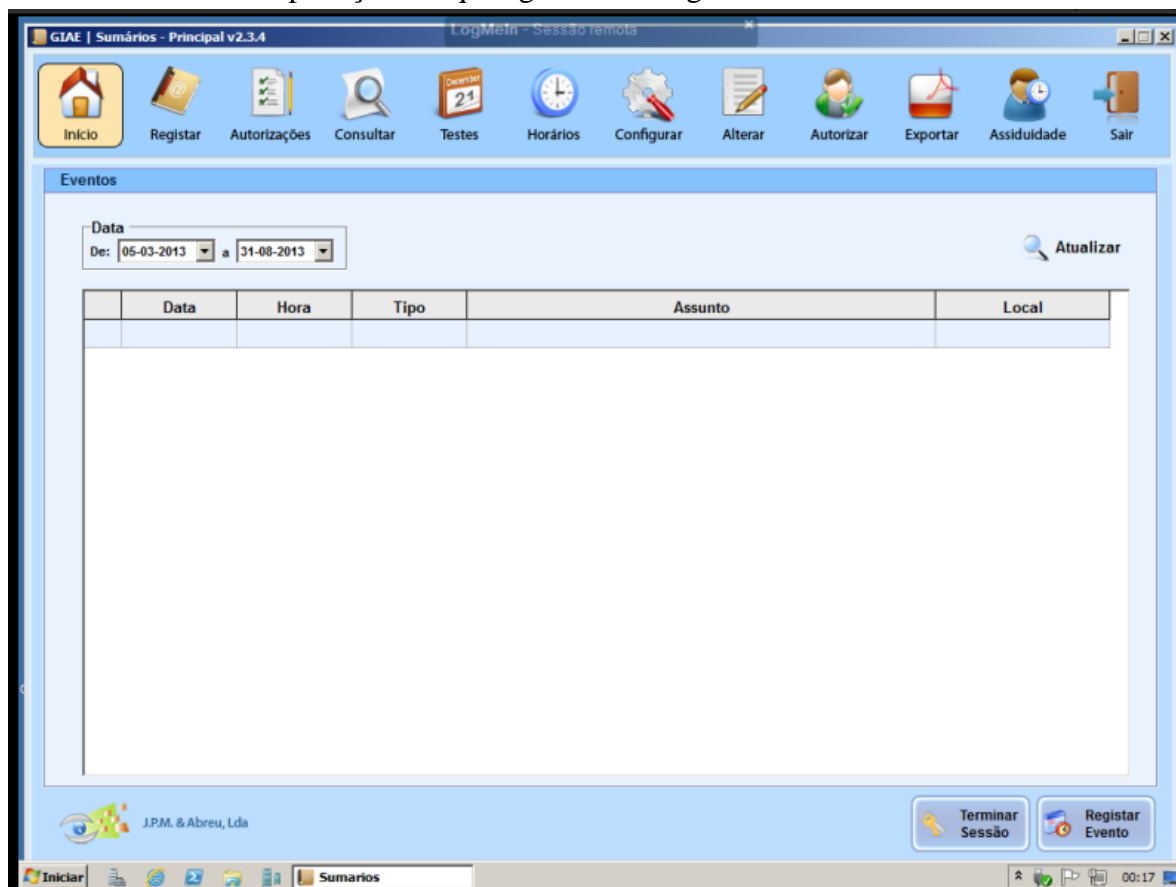 LogMeIn - Sessão remota
GIAE | Sumários - Principal v2.3.4
Início Registar Autorizações Consultar Testes Horários Configurar Alterar Autorizar Exportar Assiduidade Sair
December
21
Eventos
Data
De: 05-03-2013 a 31-08-2013
Atualizar
Data Hora Tipo Assunto Local
J.P.M. & Abreu, Lda
Terminar Sessão
Registar Evento
Iniciar Sumarios 00:17